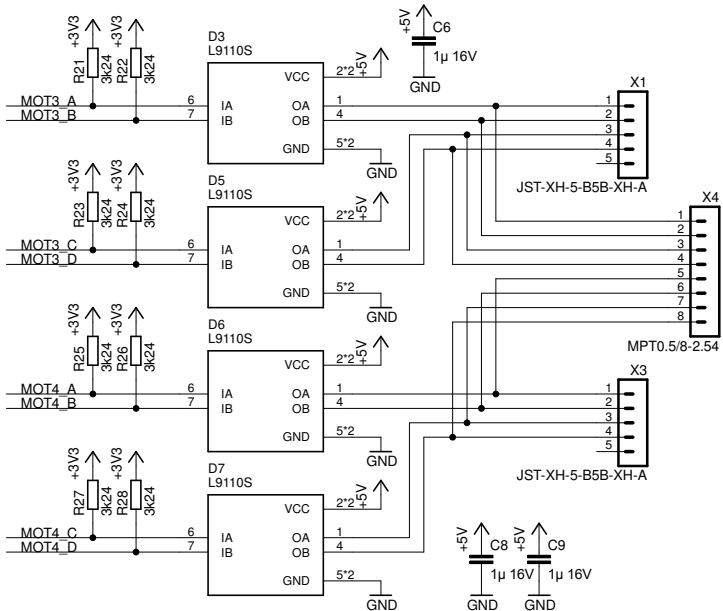 +3V3
R21
3k24
+3V3
R22
3k24
D3
L9110S
+5V
C6
1µ 16V
GND
VCC
2*2
+5V
X1
MOT3_A
6
IA
OA
1
1
MOT3_B
7
IB
OB
4
2
3
4
GND
5*2
GND
5
JST-XH-5-B5B-XH-A
+3V3
R23
3k24
+3V3
R24
3k24
D5
L9110S
X4
VCC
2*2
+5V
1
2
MOT3_C
6
IA
OA
1
3
MOT3_D
7
IB
OB
4
4
5
GND
5*2
GND
6
7
8
MPT0.5/8-2.54
+3V3
R25
3k24
+3V3
R26
3k24
D6
L9110S
VCC
2*2
+5V
X3
MOT4_A
6
IA
OA
1
1
MOT4_B
7
IB
OB
4
2
3
GND
5*2
GND
4
5
JST-XH-5-B5B-XH-A
+3V3
R27
3k24
+3V3
R28
3k24
D7
L9110S
VCC
2*2
+5V
MOT4_C
6
IA
OA
1
MOT4_D
7
IB
OB
4
GND
5*2
GND
+5V
C8
1µ 16V
GND
+5V
C9
1µ 16V
GND